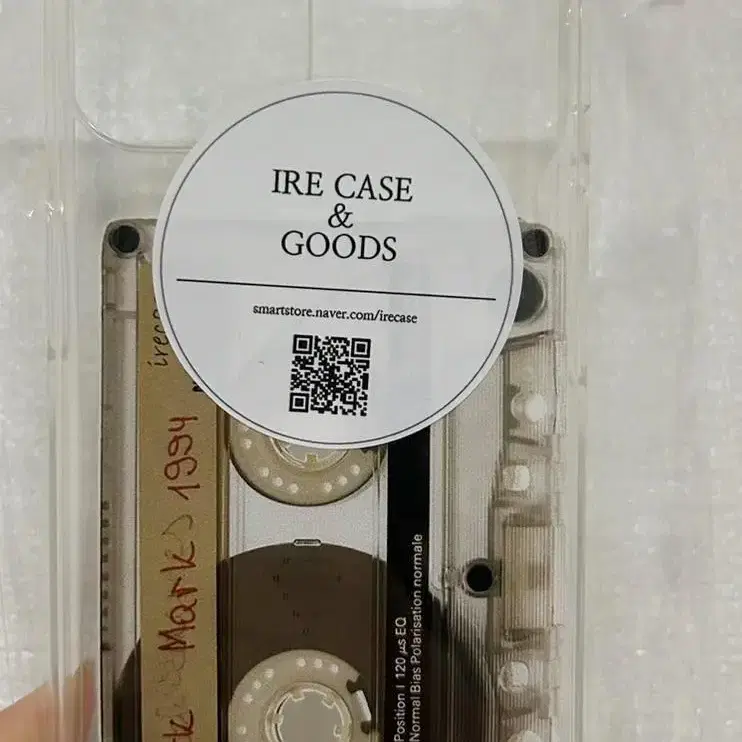 IRE CASE
&
GOODS
smartstore.naver.com/irecase
Mark 1994
Position I 120 µs EQ
Normal Bias Polarisation normale